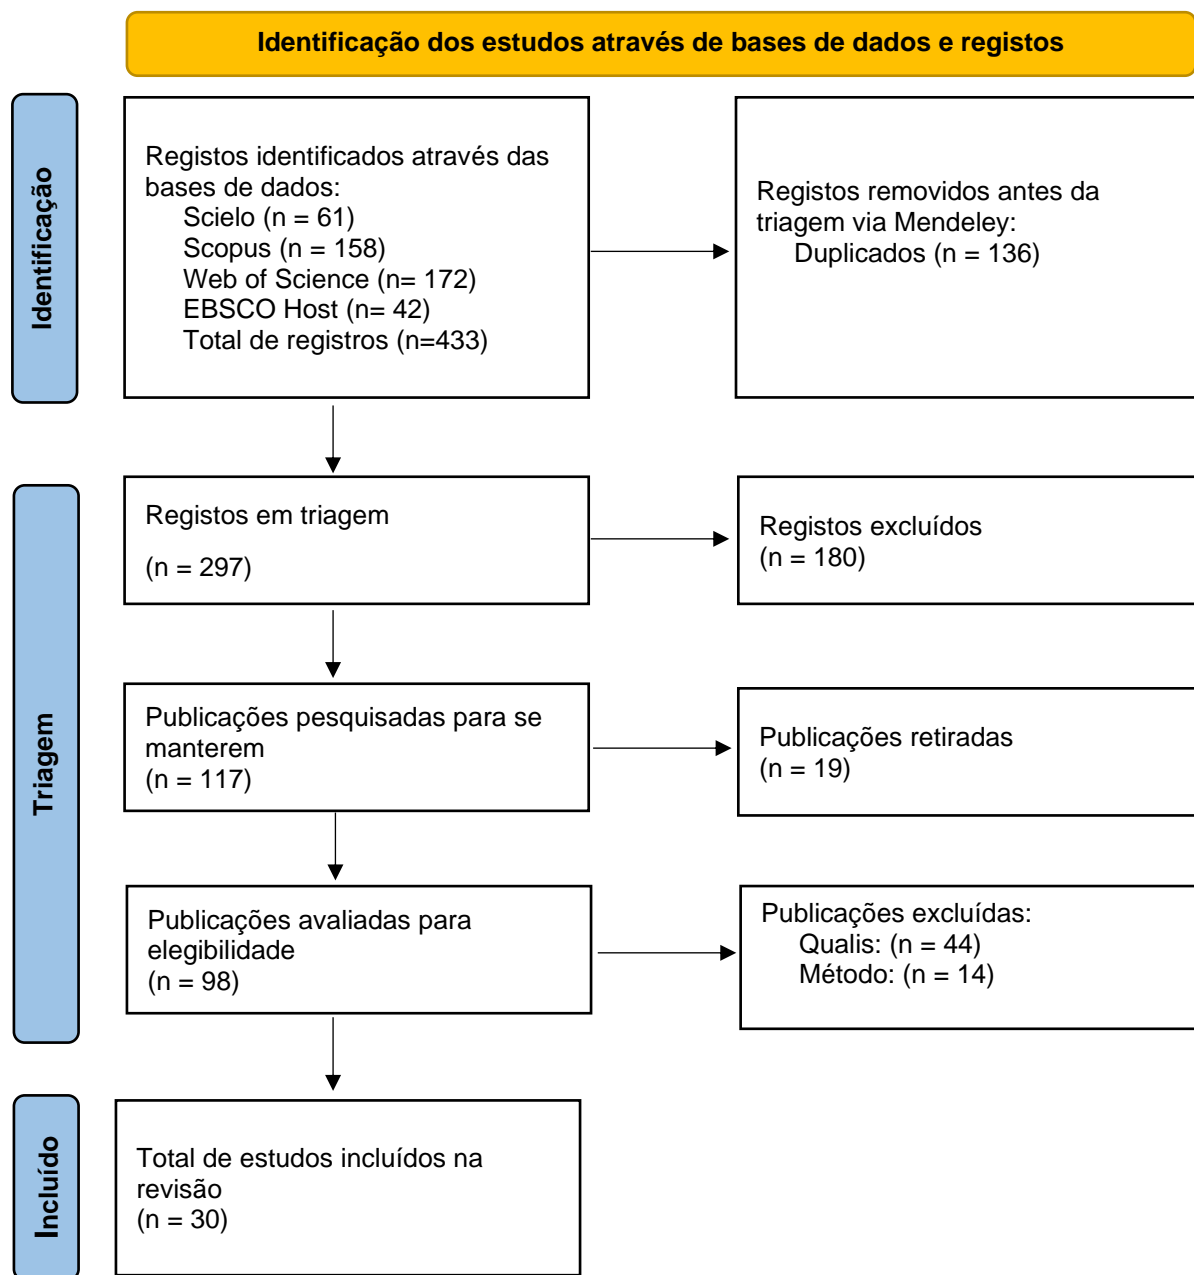 Identificação dos estudos através de bases de dados e registos
Identificação
Registos identificados através das
bases de dados:
Scielo (n = 61)
Scopus (n = 158)
Web of Science (n= 172)
EBSCO Host (n= 42)
Total de registros (n=433)
Registos removidos antes da
triagem via Mendeley:
Duplicados (n = 136)
Triagem
Registos em triagem
(n = 297)
Registos excluídos
(n = 180)
Publicações pesquisadas para se
manterem
(n = 117)
Publicações retiradas
(n = 19)
Publicações avaliadas para
elegibilidade
(n = 98)
Publicações excluídas:
Qualis: (n = 44)
Método: (n = 14)
Incluído
Total de estudos incluídos na
revisão
(n = 30)